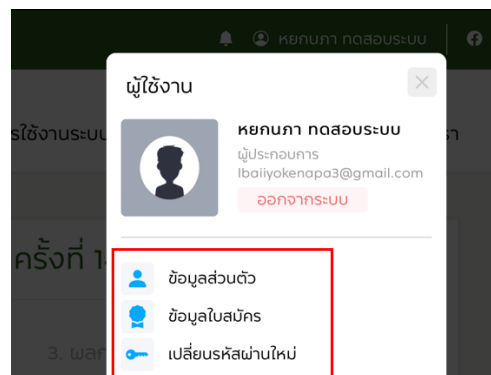 หยกนภา ทดสอบระบบ
ผู้ใช้งาน
รใช้งานระบบ
รา
หยกนภา ทดสอบระบบ
ผู้ประกอบการ
lbaiiyokenapa3@gmail.com
ออกจากระบบ
ครั้งที่ 1
ข้อมูลส่วนตัว
ข้อมูลใบสมัคร
3. ผลก
เปลี่ยนรหัสผ่านใหม่